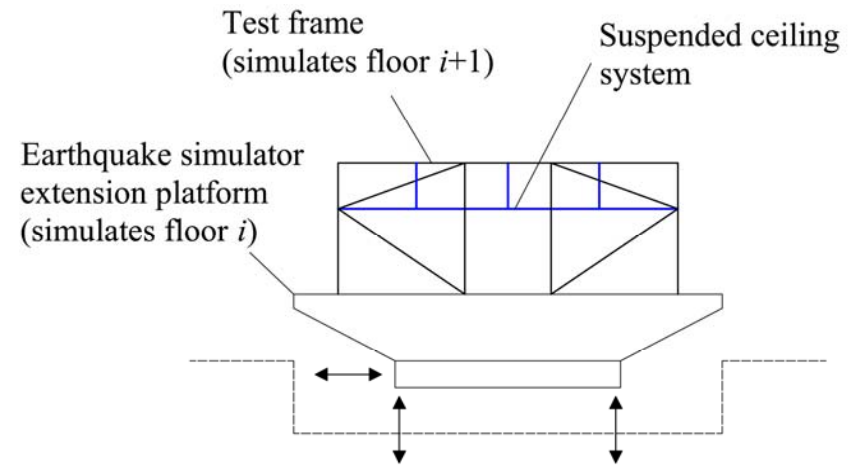 Test frame
(simulates floor i+1)
Suspended ceiling
system
Earthquake simulator
extension platform
(simulates floor i)